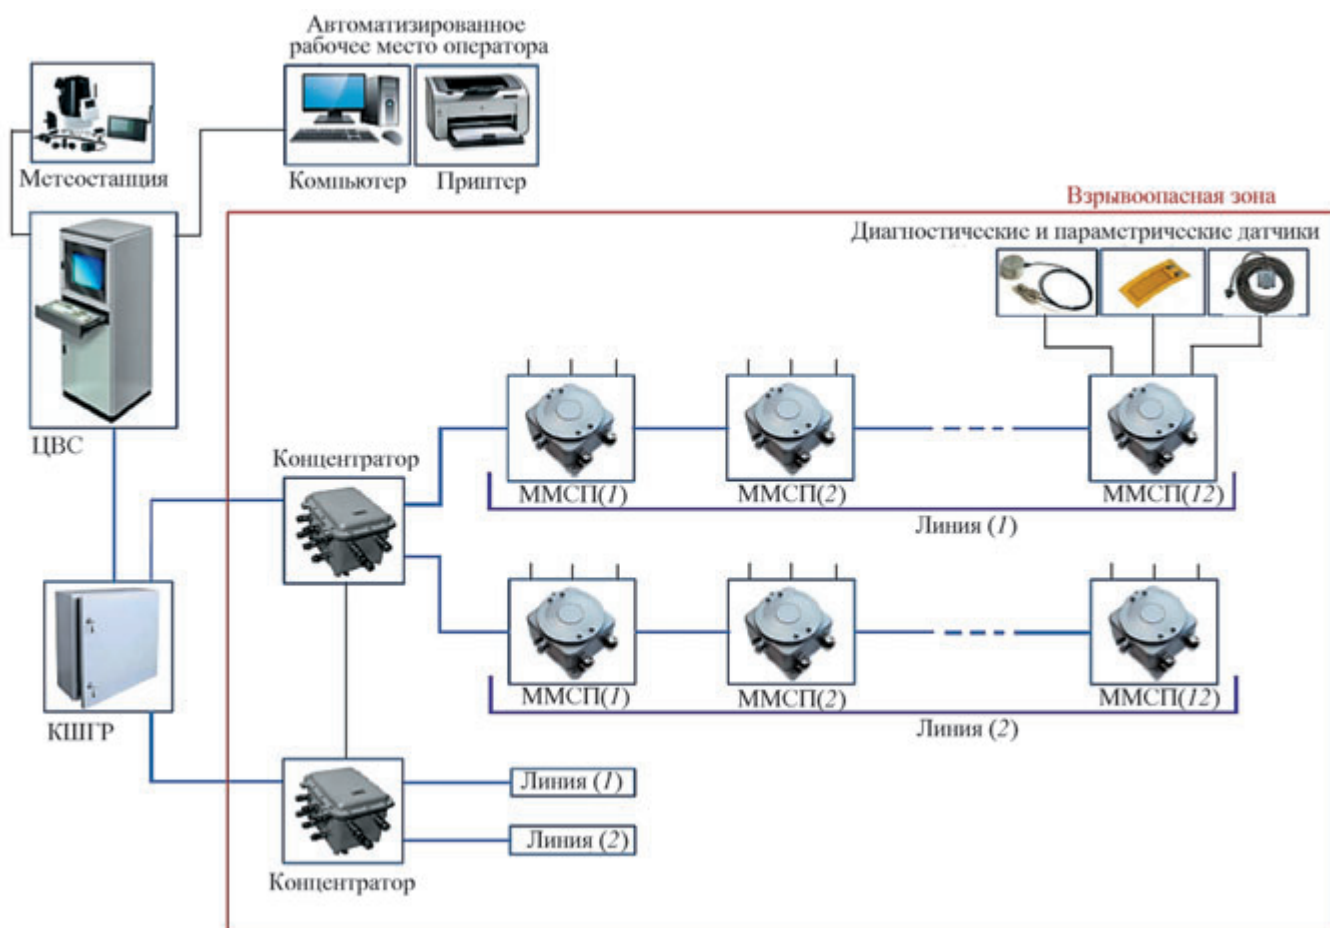 Автоматизированное
рабочее место оператора
Метеостанция
Компьютер
Принтер
Взрывоопасная зона
Диагностические и параметрические датчики
ЦВС
Концентратор
ММСП(1)
ММСП(2)
ММСП(12)
Линия (1)
ММСП(1)
ММСП(2)
ММСП(12)
Линия (2)
КШГР
Линия (1)
Линия (2)
Концентратор